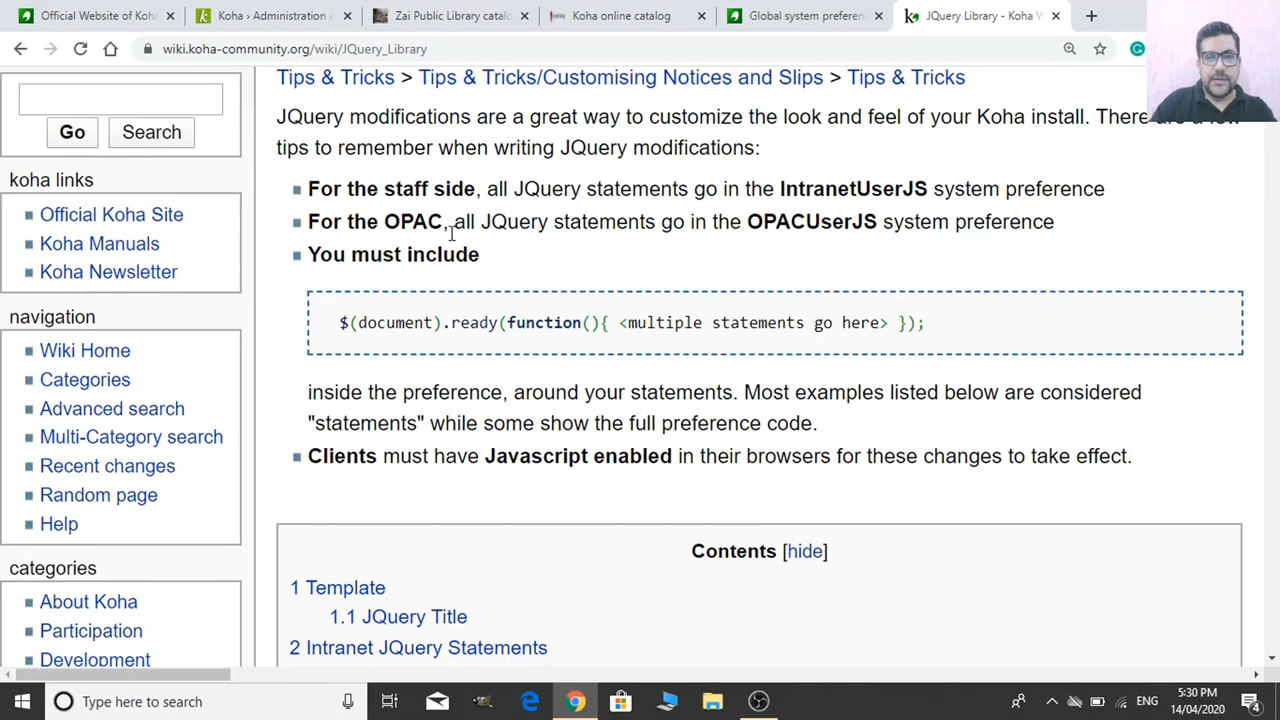 Official Website of Koha
Koha › Administration
Zai Public Library catalo
Koha online catalog
Global system preferen
JQuery Library - Koha W
wiki.koha-community.org/wiki/JQuery_Library
Tips & Tricks > Tips & Tricks/Customising Notices and Slips > Tips & Tricks
JQuery modifications are a great way to customize the look and feel of your Koha install. There are a few
tips to remember when writing JQuery modifications:
For the staff side, all JQuery statements go in the IntranetUserJS system preference
For the OPAC, all JQuery statements go in the OPACUserJS system preference
You must include
$(document).ready(function(){ <multiple statements go here> });
inside the preference, around your statements. Most examples listed below are considered
"statements" while some show the full preference code.
Clients must have Javascript enabled in their browsers for these changes to take effect.
Contents [hide]
1 Template
1.1 JQuery Title
2 Intranet JQuery Statements
Go
Search
koha links
Official Koha Site
Koha Manuals
Koha Newsletter
navigation
Wiki Home
Categories
Advanced search
Multi-Category search
Recent changes
Random page
Help
categories
About Koha
Participation
Development
Type here to search
ENG
5:30 PM
14/04/2020
4